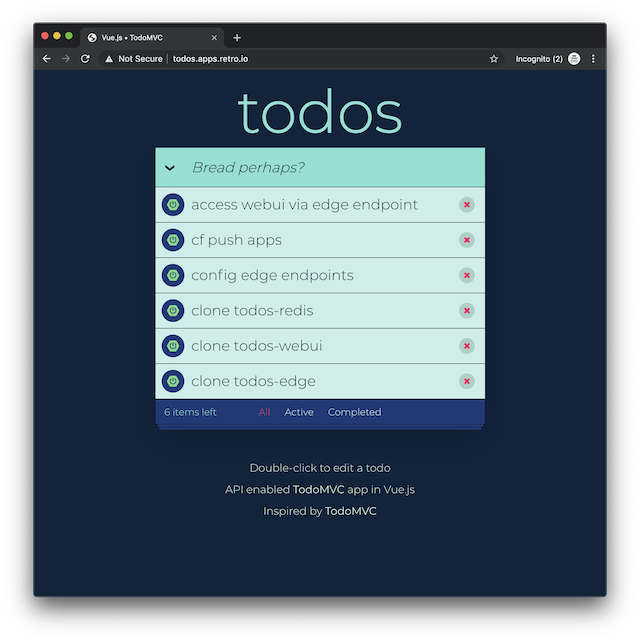 Vue.js • TodoMVC
Not Secure | todos.apps.retro.io
Incognito (2)
todos
Bread perhaps?
access webui via edge endpoint
cf push apps
config edge endpoints
clone todos-redis
clone todos-webui
clone todos-edge
6 items left All Active Completed
Double-click to edit a todo
API enabled TodoMVC app in Vue.js
Inspired by TodoMVC